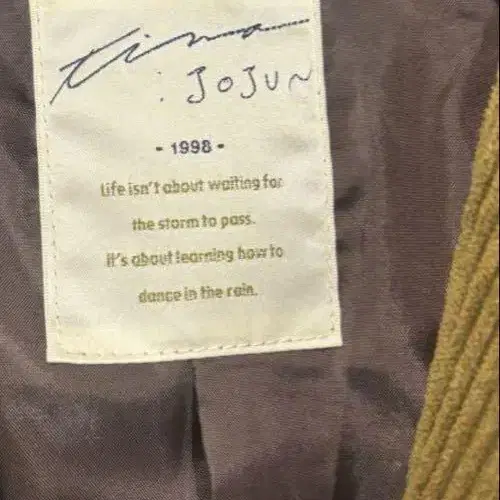 tina
: JOJUN
- 1998 -
Life isn't about waiting for
the storm to pass.
It's about learning how to
dance in the rain.